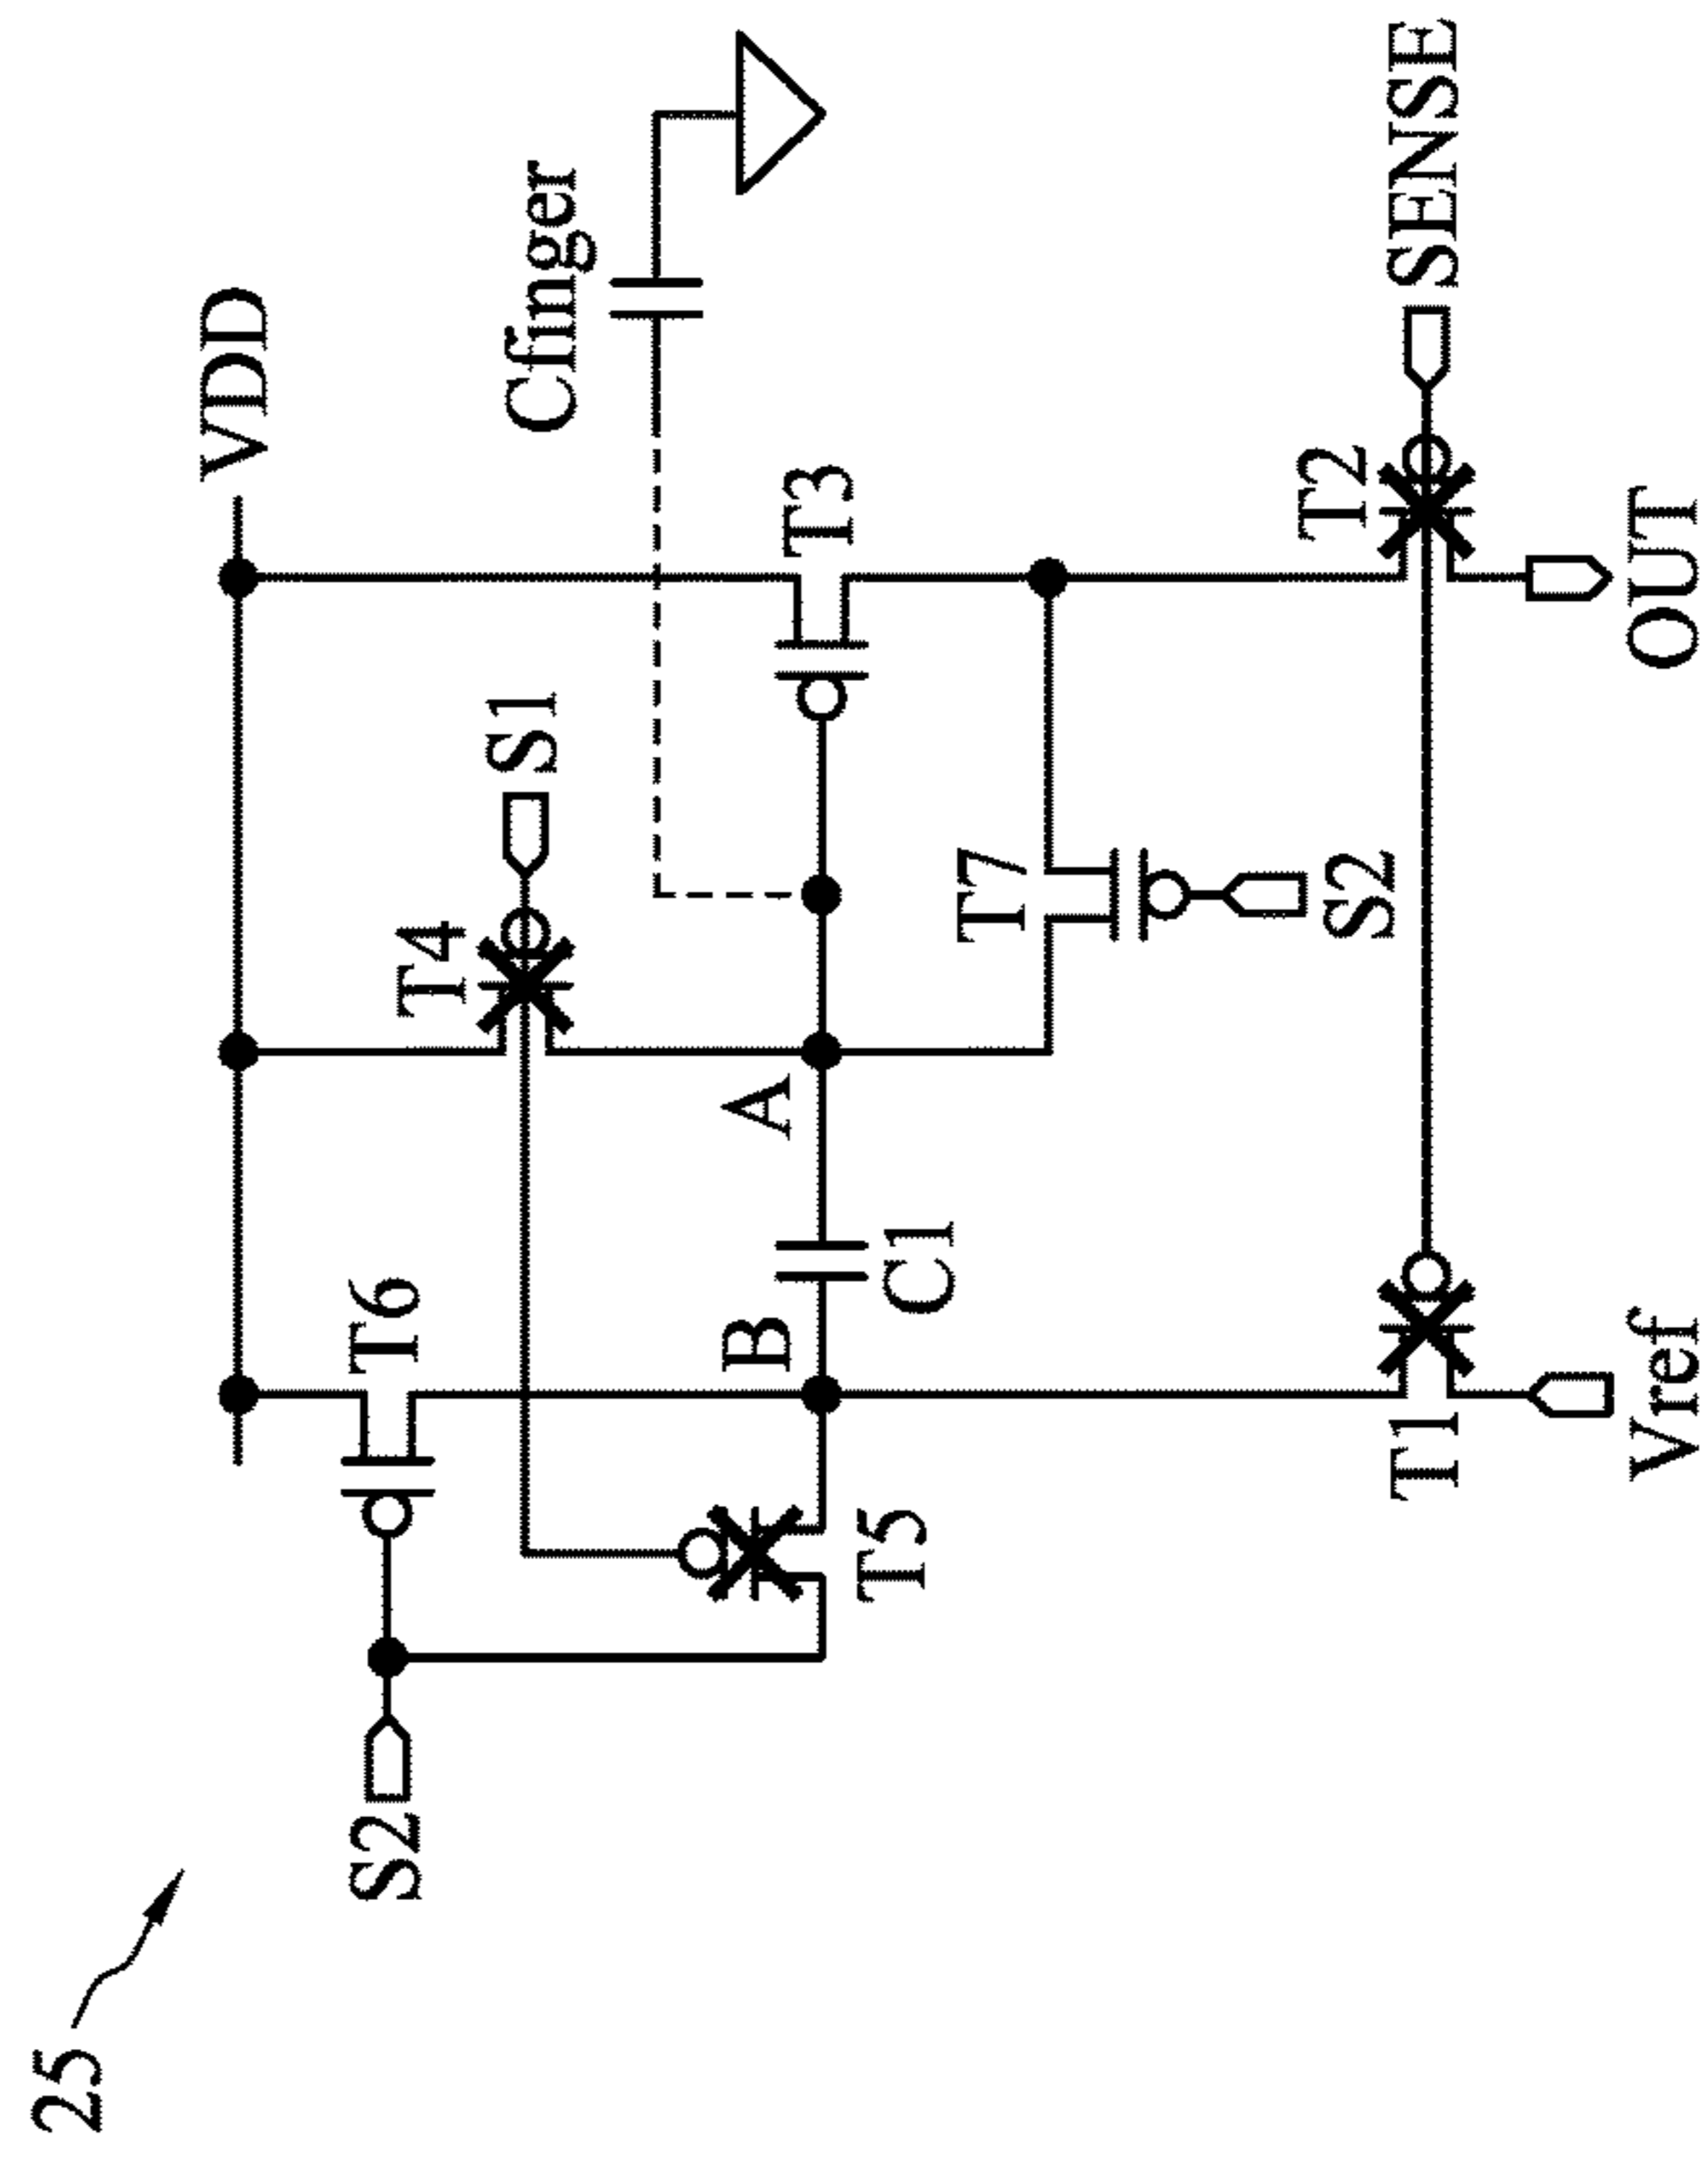 25
S2
T6
VDD
T4
S1
Cfinger
T3
B
A
C1
T5
T7
S2
T1
T2
SENSE
Vref
OUT